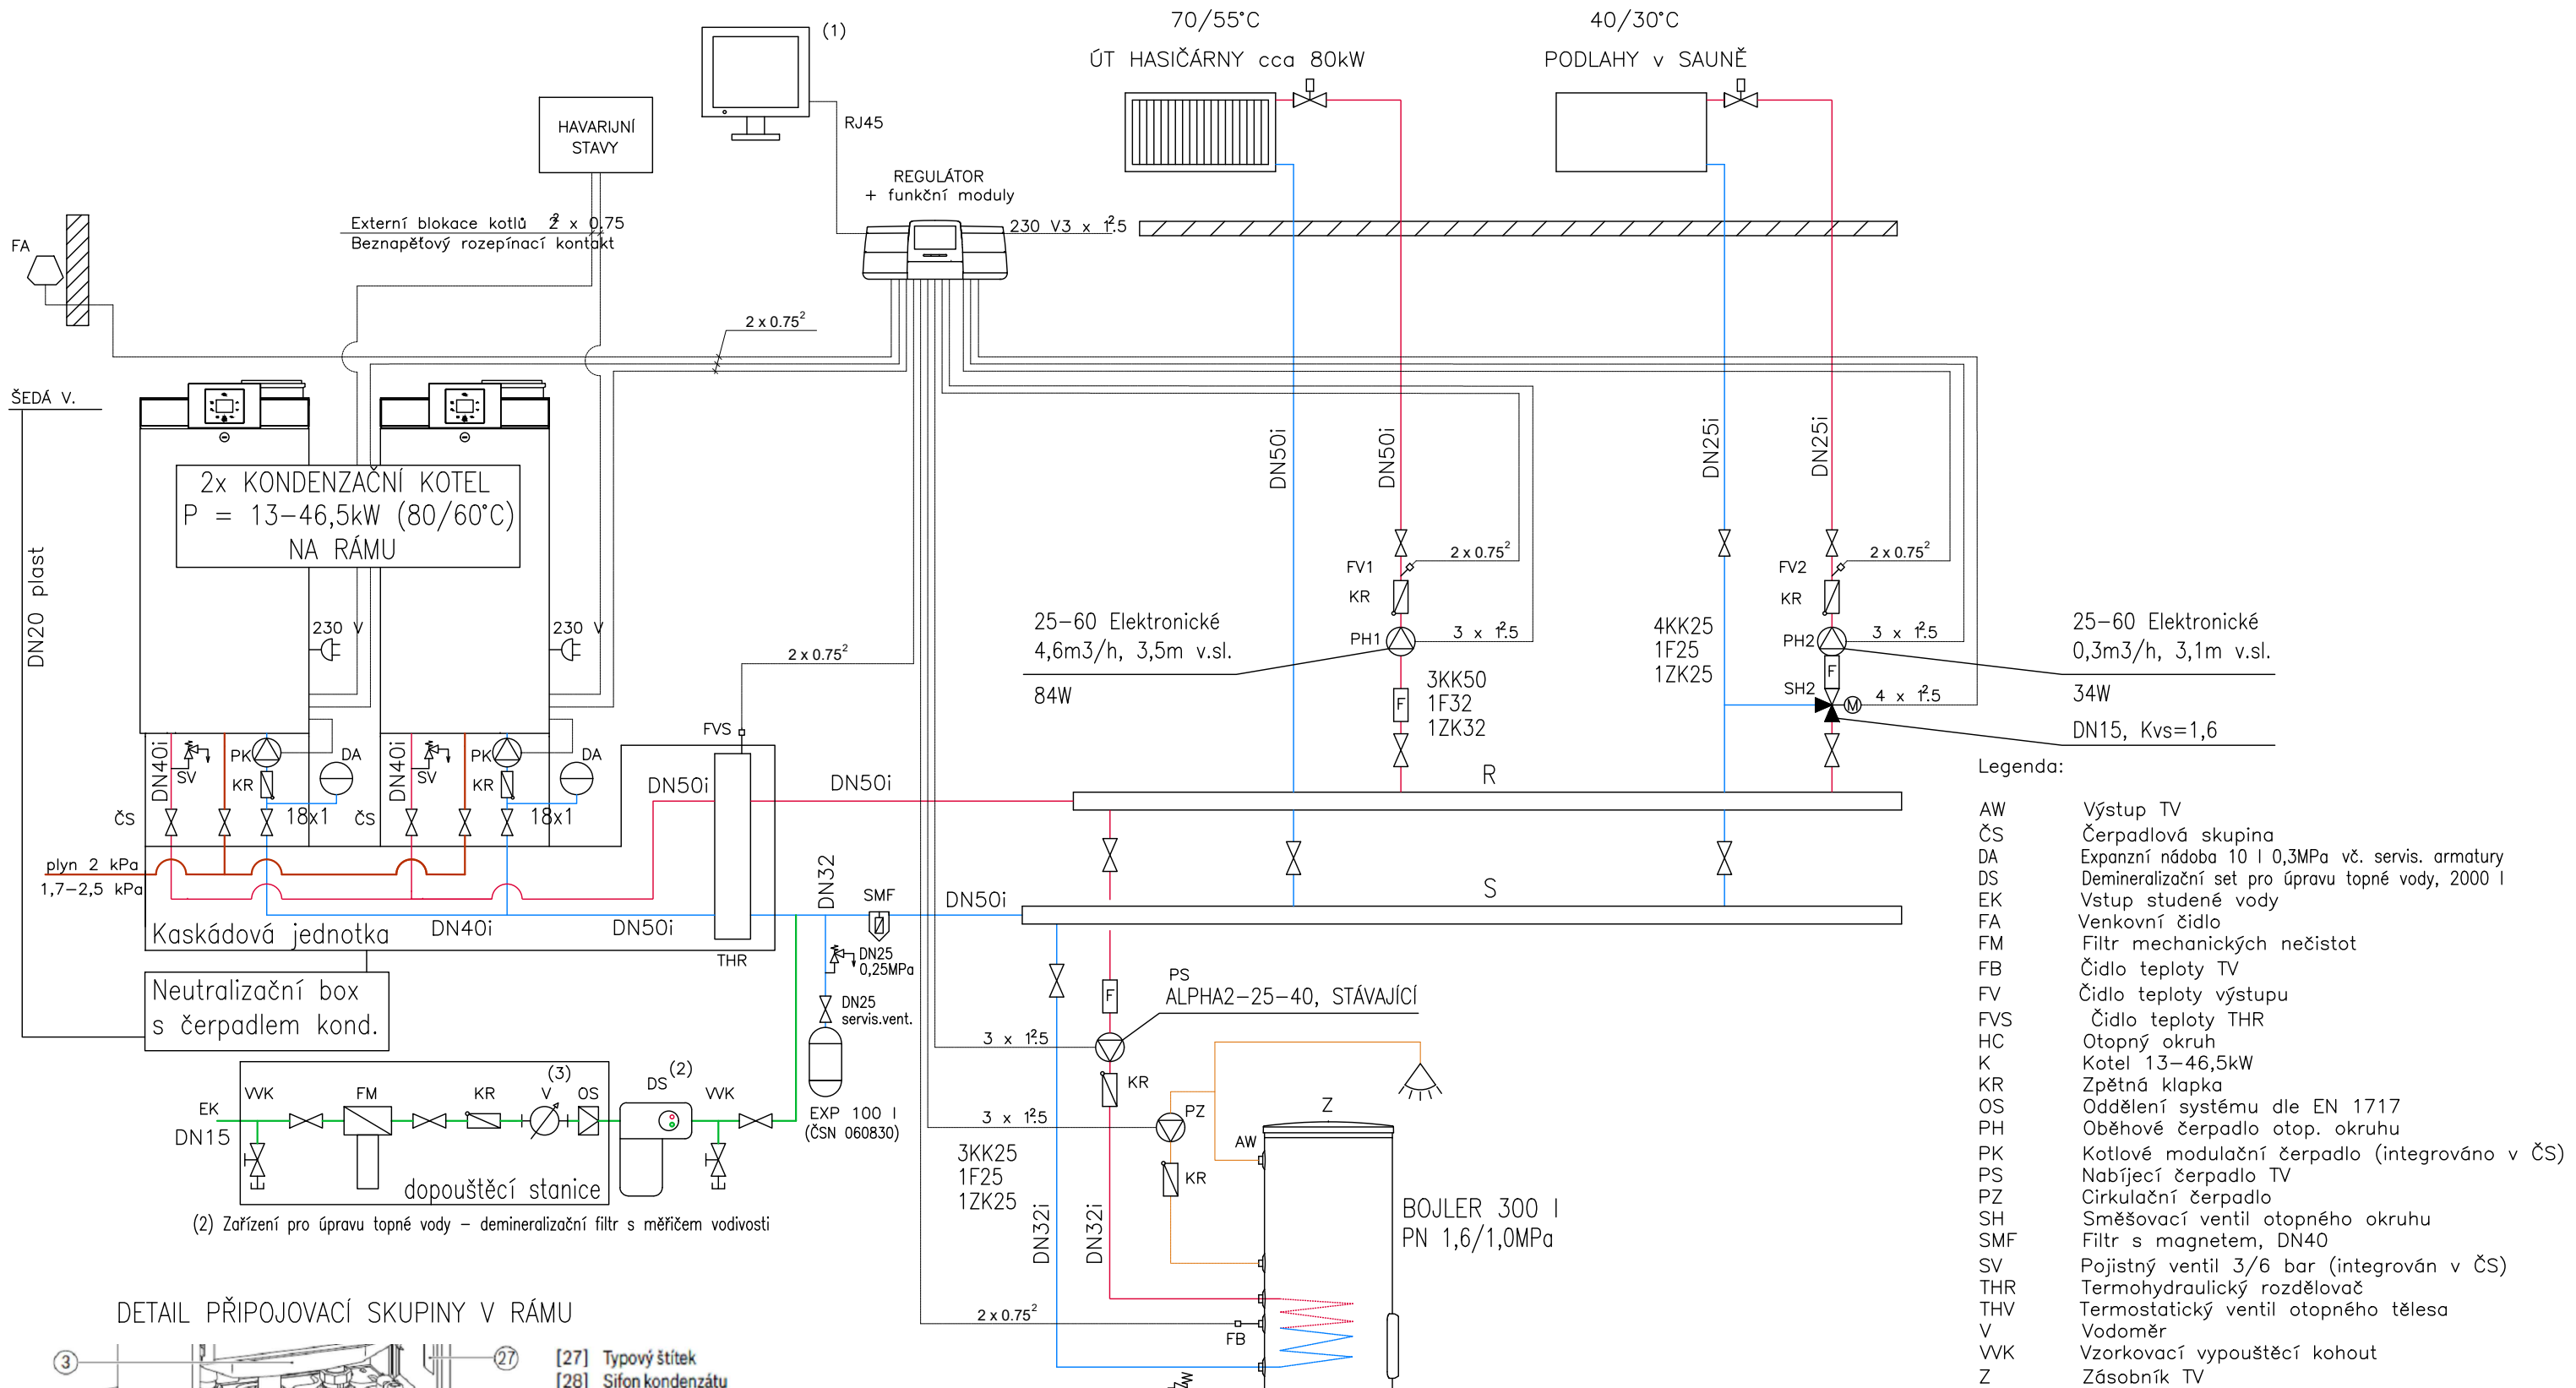 70/55°C
ÚT HASIČÁRNY cca 80kW
40/30°C
PODLAHY v SAUNĚ
(1)
RJ45
HAVARIJNÍ
STAVY
REGULÁTOR
+ funkční moduly
230 V3 x 1.5²
Externí blokace kotlů 2 x 0.75²
Beznapěťový rozepínací kontakt
FA
2 x 0.75²
ŠEDÁ V.
DN20 plast
2x KONDENZAČNÍ KOTEL
P = 13–46,5kW (80/60°C)
NA RÁMU
230 V
230 V
DN50i
DN50i
DN25i
DN25i
FV1
2 x 0.75²
KR
PH1
3 x 1.5²
25–60 Elektronické
4,6m3/h, 3,5m v.sl.
84W
F
3KK50
1F32
1ZK32
4KK25
1F25
1ZK25
FV2
2 x 0.75²
KR
PH2
3 x 1.5²
F
SH2
M
4 x 1.5²
25–60 Elektronické
0,3m3/h, 3,1m v.sl.
34W
DN15, Kvs=1,6
2 x 0.75²
FVS
DN40i
SV
PK
KR
DA
18x1
ČS
DN40i
SV
PK
KR
DA
18x1
ČS
plyn 2 kPa
1,7–2,5 kPa
DN50i
DN50i
R
DN40i
DN50i
DN32
SMF
DN50i
S
Kaskádová jednotka
THR
DN25
0,25MPa
DN25
servis.vent.
EXP 100 l
(ČSN 060830)
Neutralizační box
s čerpadlem kond.
EK
DN15
VVK
FM
KR
V
(3)
OS
DS
(2)
VVK
dopouštěcí stanice
(2) Zařízení pro úpravu topné vody – demineralizační filtr s měřičem vodivosti
F
PS
ALPHA2–25–40, STÁVAJÍCÍ
3 x 1.5²
KR
3 x 1.5²
PZ
KR
3KK25
1F25
1ZK25
DN32i
DN32i
AW
Z
BOJLER 300 l
PN 1,6/1,0MPa
2 x 0.75²
FB
DETAIL PŘIPOJOVACÍ SKUPINY V RÁMU
3
27
[27] Typový štítek
[28] Sifon kondenzátu
Legenda:
AW Výstup TV
ČS Čerpadlová skupina
DA Expanzní nádoba 10 l 0,3MPa vč. servis. armatury
DS Demineralizační set pro úpravu topné vody, 2000 l
EK Vstup studené vody
FA Venkovní čidlo
FM Filtr mechanických nečistot
FB Čidlo teploty TV
FV Čidlo teploty výstupu
FVS Čidlo teploty THR
HC Otopný okruh
K Kotel 13–46,5kW
KR Zpětná klapka
OS Oddělení systému dle EN 1717
PH Oběhové čerpadlo otop. okruhu
PK Kotlové modulační čerpadlo (integrováno v ČS)
PS Nabíjecí čerpadlo TV
PZ Cirkulační čerpadlo
SH Směšovací ventil otopného okruhu
SMF Filtr s magnetem, DN40
SV Pojistný ventil 3/6 bar (integrován v ČS)
THR Termohydraulický rozdělovač
THV Termostatický ventil otopného tělesa
V Vodoměr
VVK Vzorkovací vypouštěcí kohout
Z Zásobník TV